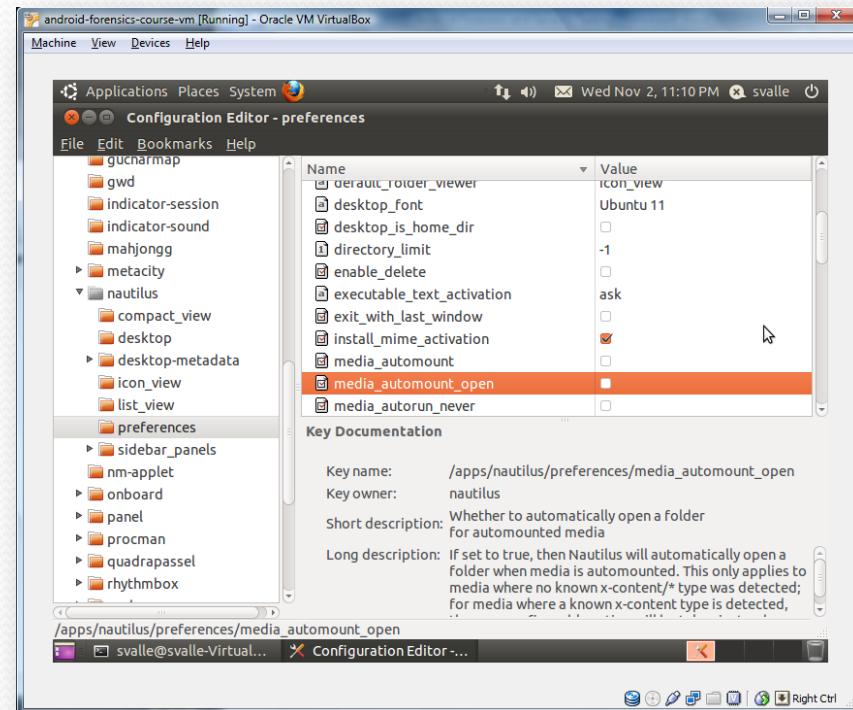 android-forensics-course-vm [Running] - Oracle VM VirtualBox
Machine View Devices Help
Applications Places System
Wed Nov 2, 11:10 PM svalle
Configuration Editor - preferences
File Edit Bookmarks Help
gucharmap
gwd
indicator-session
indicator-sound
mahjongg
metacity
nautilus
compact_view
desktop
desktop-metadata
icon_view
list_view
preferences
sidebar_panels
nm-applet
onboard
panel
procman
quadrapassel
rhythmbox
Name Value
default_folder_viewer icon_view
desktop_font Ubuntu 11
desktop_is_home_dir
directory_limit -1
enable_delete
executable_text_activation ask
exit_with_last_window
install_mime_activation
media_automount
media_automount_open
media_autorun_never
Key Documentation
Key name: /apps/nautilus/preferences/media_automount_open
Key owner: nautilus
Short description: Whether to automatically open a folder
for automounted media
Long description: If set to true, then Nautilus will automatically open a
folder when media is automounted. This only applies to
media where no known x-content/* type was detected;
for media where a known x-content type is detected,
/apps/nautilus/preferences/media_automount_open
svalle@svalle-Virtual... Configuration Editor -...
Right Ctrl